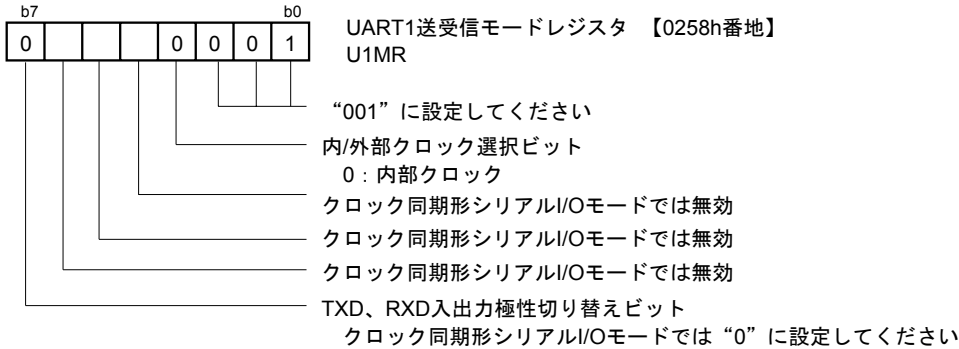 b7 b0
0 0 0 0 1
UART1送受信モードレジスタ 【0258h番地】
U1MR
“001”に設定してください
内/外部クロック選択ビット
0：内部クロック
クロック同期形シリアルI/Oモードでは無効
クロック同期形シリアルI/Oモードでは無効
クロック同期形シリアルI/Oモードでは無効
TXD、RXD入出力極性切り替えビット
クロック同期形シリアルI/Oモードでは“0”に設定してください